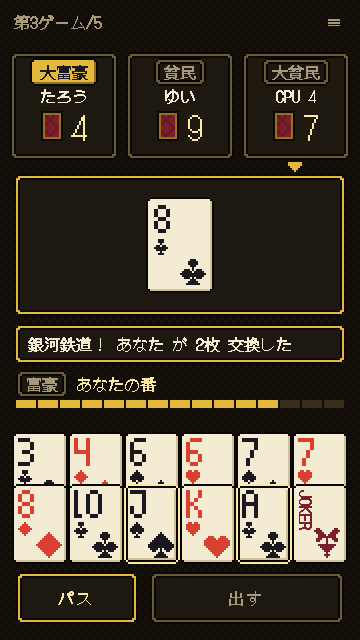 第3ゲーム/5
大富豪 貧民 大貧民
たろう ゆい CPU 4
4 9 7
8
銀河鉄道！ あなた が 2枚 交換した
富豪 あなたの番
3 4 6 6 7 7
8 10 J K A JOKER
パス 出す